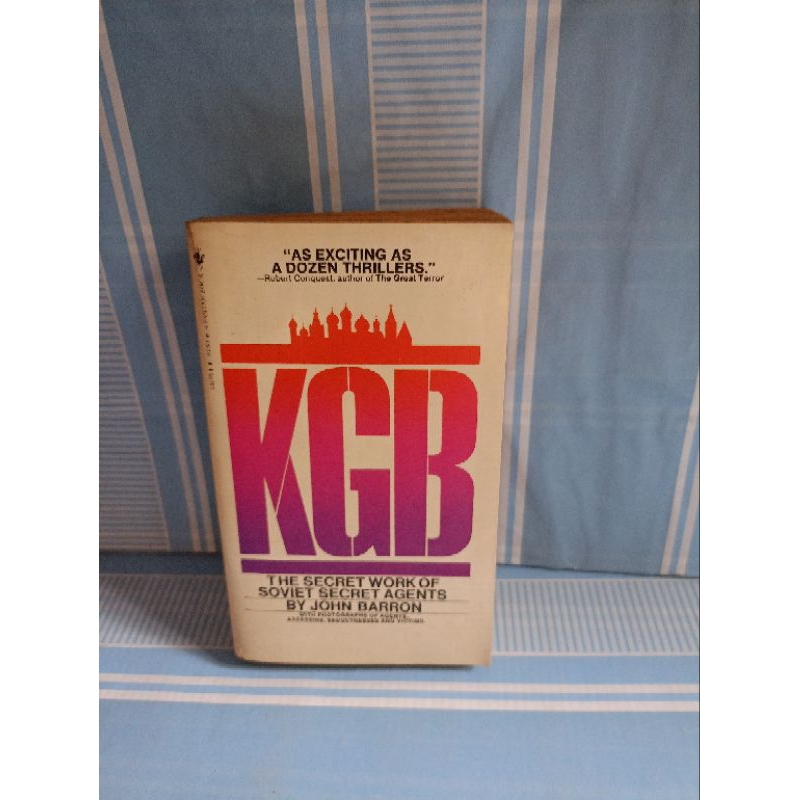 “AS EXCITING AS
A DOZEN THRILLERS.”
—Robert Conquest, author of The Great Terror
KGB
THE SECRET WORK OF
SOVIET SECRET AGENTS
BY JOHN BARRON
WITH PHOTOGRAPHS OF AGENTS,
ASSASSINS, SEDUCTRESSES AND VICTIMS.